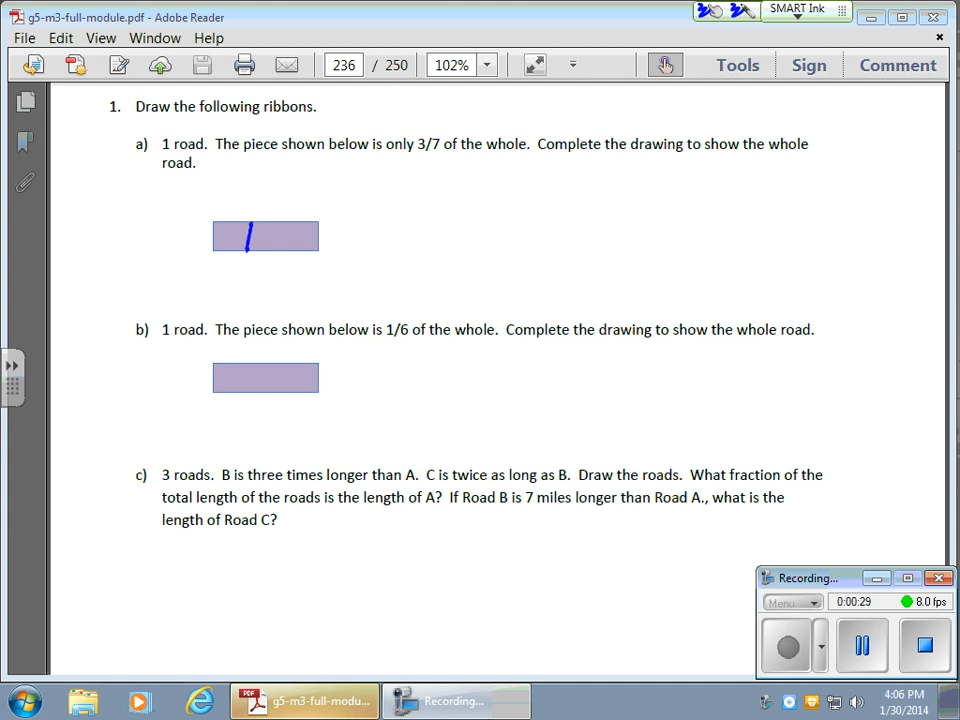 g5-m3-full-module.pdf - Adobe Reader
SMART Ink
File Edit View Window Help
236 / 250 102% Tools Sign Comment
1. Draw the following ribbons.
a) 1 road. The piece shown below is only 3/7 of the whole. Complete the drawing to show the whole
road.
b) 1 road. The piece shown below is 1/6 of the whole. Complete the drawing to show the whole road.
c) 3 roads. B is three times longer than A. C is twice as long as B. Draw the roads. What fraction of the
total length of the roads is the length of A? If Road B is 7 miles longer than Road A., what is the
length of Road C?
Recording...
Menu 0:00:29 8.0 fps
PDF g5-m3-full-modu... Recording...
4:06 PM
1/30/2014